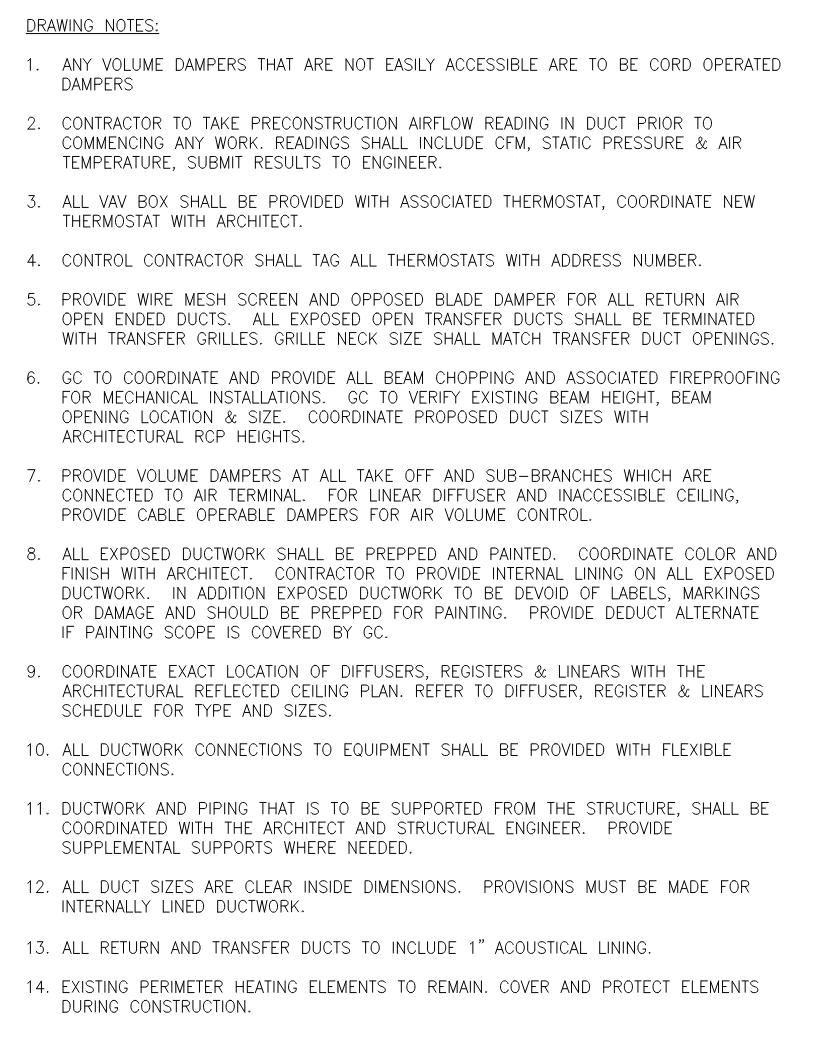 DRAWING NOTES:
1. ANY VOLUME DAMPERS THAT ARE NOT EASILY ACCESSIBLE ARE TO BE CORD OPERATED
DAMPERS
2. CONTRACTOR TO TAKE PRECONSTRUCTION AIRFLOW READING IN DUCT PRIOR TO
COMMENCING ANY WORK. READINGS SHALL INCLUDE CFM, STATIC PRESSURE & AIR
TEMPERATURE, SUBMIT RESULTS TO ENGINEER.
3. ALL VAV BOX SHALL BE PROVIDED WITH ASSOCIATED THERMOSTAT, COORDINATE NEW
THERMOSTAT WITH ARCHITECT.
4. CONTROL CONTRACTOR SHALL TAG ALL THERMOSTATS WITH ADDRESS NUMBER.
5. PROVIDE WIRE MESH SCREEN AND OPPOSED BLADE DAMPER FOR ALL RETURN AIR
OPEN ENDED DUCTS. ALL EXPOSED OPEN TRANSFER DUCTS SHALL BE TERMINATED
WITH TRANSFER GRILLES. GRILLE NECK SIZE SHALL MATCH TRANSFER DUCT OPENINGS.
6. GC TO COORDINATE AND PROVIDE ALL BEAM CHOPPING AND ASSOCIATED FIREPROOFING
FOR MECHANICAL INSTALLATIONS. GC TO VERIFY EXISTING BEAM HEIGHT, BEAM
OPENING LOCATION & SIZE. COORDINATE PROPOSED DUCT SIZES WITH
ARCHITECTURAL RCP HEIGHTS.
7. PROVIDE VOLUME DAMPERS AT ALL TAKE OFF AND SUB-BRANCHES WHICH ARE
CONNECTED TO AIR TERMINAL. FOR LINEAR DIFFUSER AND INACCESSIBLE CEILING,
PROVIDE CABLE OPERABLE DAMPERS FOR AIR VOLUME CONTROL.
8. ALL EXPOSED DUCTWORK SHALL BE PREPPED AND PAINTED. COORDINATE COLOR AND
FINISH WITH ARCHITECT. CONTRACTOR TO PROVIDE INTERNAL LINING ON ALL EXPOSED
DUCTWORK. IN ADDITION EXPOSED DUCTWORK TO BE DEVOID OF LABELS, MARKINGS
OR DAMAGE AND SHOULD BE PREPPED FOR PAINTING. PROVIDE DEDUCT ALTERNATE
IF PAINTING SCOPE IS COVERED BY GC.
9. COORDINATE EXACT LOCATION OF DIFFUSERS, REGISTERS & LINEARS WITH THE
ARCHITECTURAL REFLECTED CEILING PLAN. REFER TO DIFFUSER, REGISTER & LINEARS
SCHEDULE FOR TYPE AND SIZES.
10. ALL DUCTWORK CONNECTIONS TO EQUIPMENT SHALL BE PROVIDED WITH FLEXIBLE
CONNECTIONS.
11. DUCTWORK AND PIPING THAT IS TO BE SUPPORTED FROM THE STRUCTURE, SHALL BE
COORDINATED WITH THE ARCHITECT AND STRUCTURAL ENGINEER. PROVIDE
SUPPLEMENTAL SUPPORTS WHERE NEEDED.
12. ALL DUCT SIZES ARE CLEAR INSIDE DIMENSIONS. PROVISIONS MUST BE MADE FOR
INTERNALLY LINED DUCTWORK.
13. ALL RETURN AND TRANSFER DUCTS TO INCLUDE 1” ACOUSTICAL LINING.
14. EXISTING PERIMETER HEATING ELEMENTS TO REMAIN. COVER AND PROTECT ELEMENTS
DURING CONSTRUCTION.